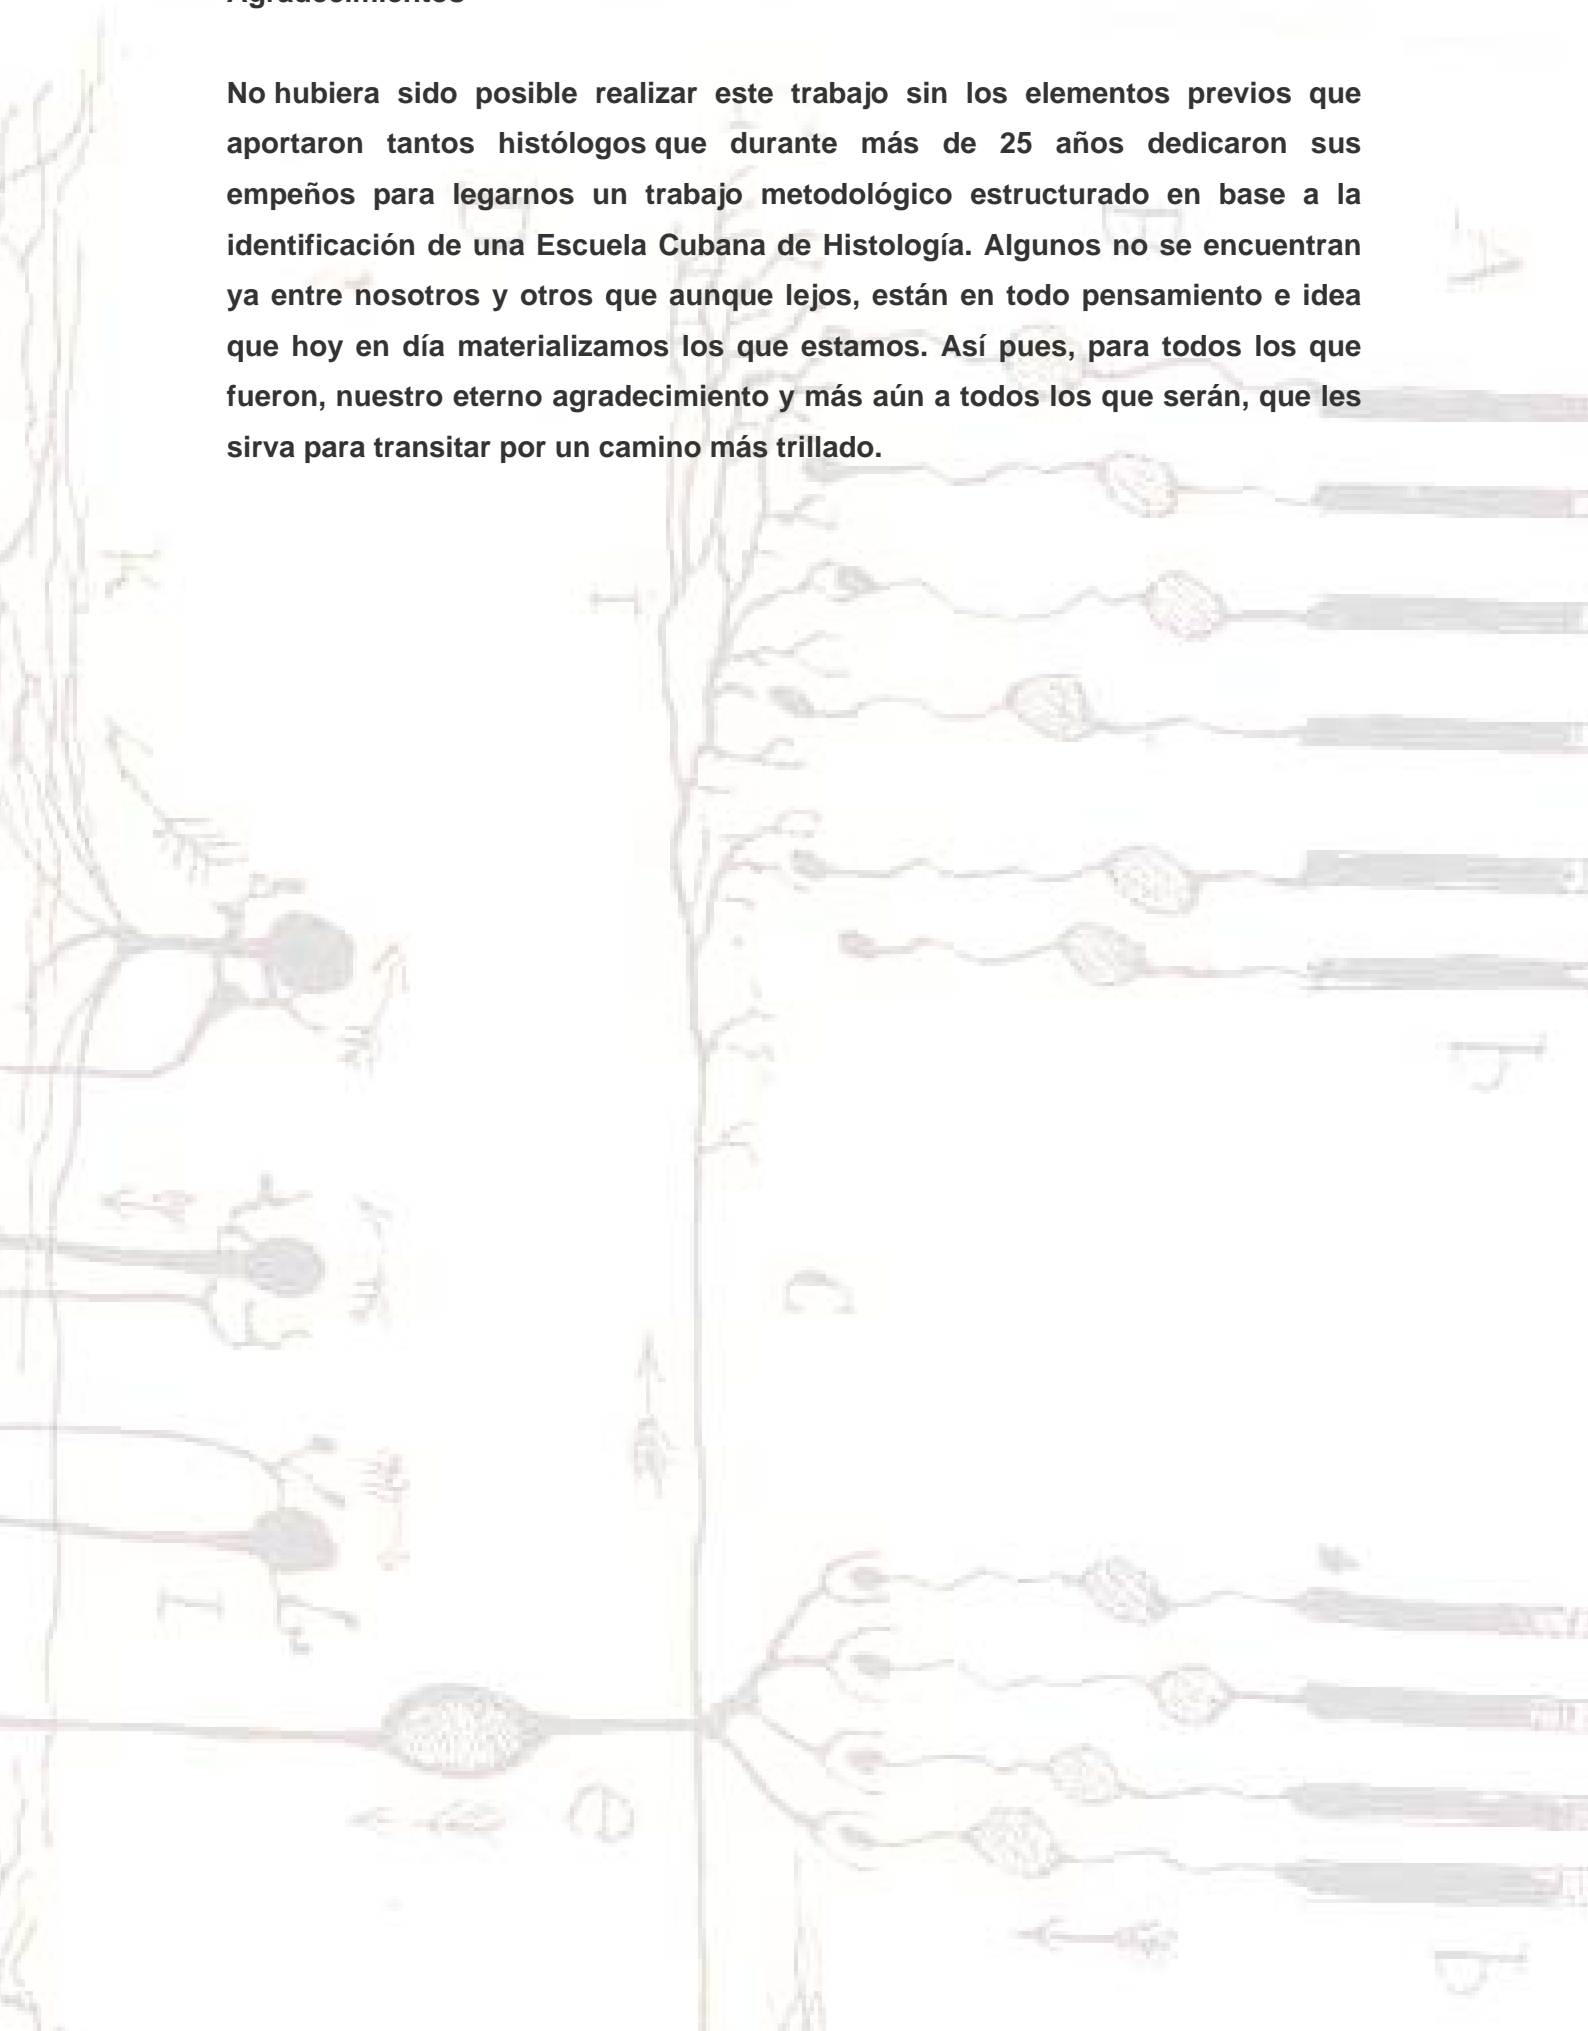 Agradecimientos
No hubiera sido posible realizar este trabajo sin los elementos previos que
aportaron tantos histólogos que durante más de 25 años dedicaron sus
empeños para legarnos un trabajo metodológico estructurado en base a la
identificación de una Escuela Cubana de Histología. Algunos no se encuentran
ya entre nosotros y otros que aunque lejos, están en todo pensamiento e idea
que hoy en día materializamos los que estamos. Así pues, para todos los que
fueron, nuestro eterno agradecimiento y más aún a todos los que serán, que les
sirva para transitar por un camino más trillado.